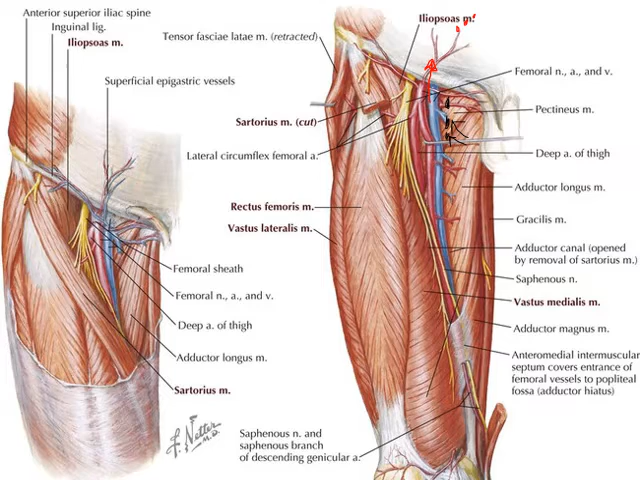 Anterior superior iliac spine
Inguinal lig.
Iliopsoas m.
Superficial epigastric vessels
Femoral sheath
Femoral n., a., and v.
Deep a. of thigh
Adductor longus m.
Sartorius m.
F. Netter
M.D.
Iliopsoas m.
Tensor fasciae latae m. (retracted)
Sartorius m. (cut)
Lateral circumflex femoral a.
Rectus femoris m.
Vastus lateralis m.
Saphenous n. and
saphenous branch
of descending genicular a.
Femoral n., a., and v.
Pectineus m.
Deep a. of thigh
Adductor longus m.
Gracilis m.
Adductor canal (opened
by removal of sartorius m.)
Saphenous n.
Vastus medialis m.
Adductor magnus m.
Anteromedial intermuscular
septum covers entrance of
femoral vessels to popliteal
fossa (adductor hiatus)